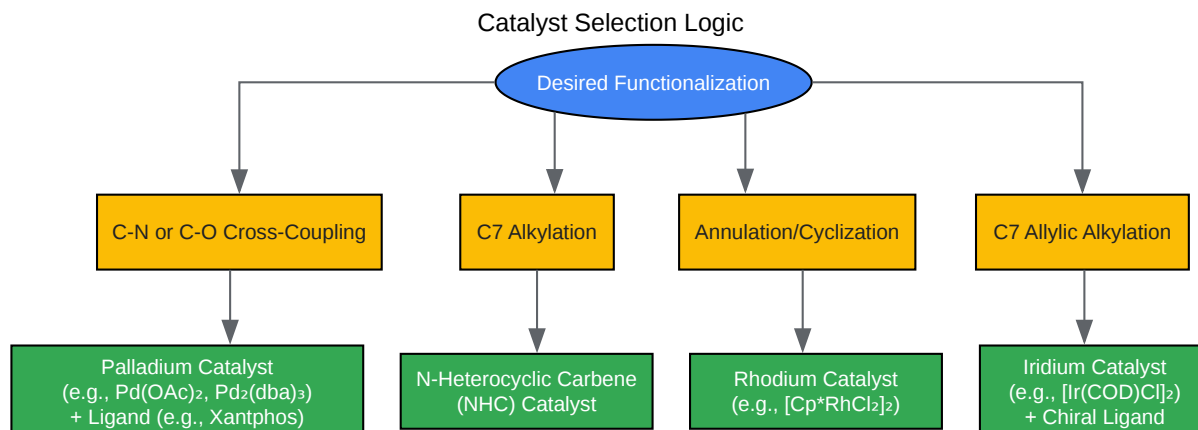 Catalyst Selection Logic
Desired Functionalization
C-N or C-O Cross-Coupling
C7 Alkylation
Annulation/Cyclization
C7 Allylic Alkylation
Palladium Catalyst
(e.g., Pd(OAc)₂, Pd₂(dba)₃)
+ Ligand (e.g., Xantphos)
N-Heterocyclic Carbene
(NHC) Catalyst
Rhodium Catalyst
(e.g., [Cp*RhCl₂]₂)
Iridium Catalyst
(e.g., [Ir(COD)Cl]₂)
+ Chiral Ligand